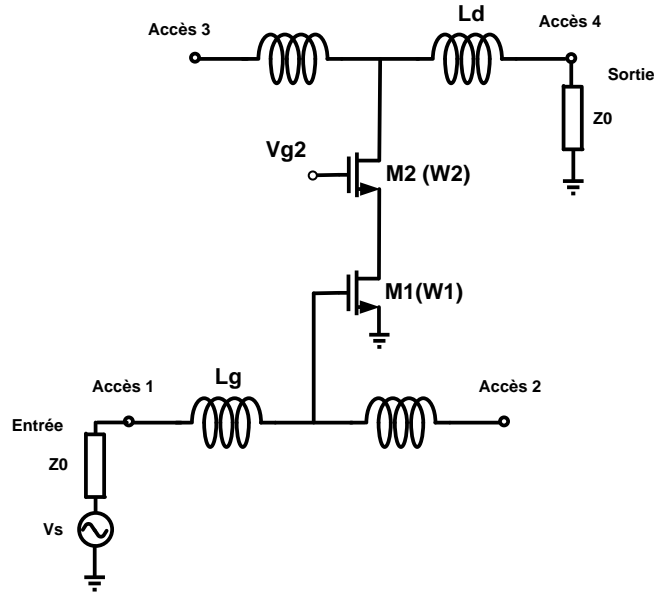 Ld
Accès 3
Accès 4
Sortie
Z0
Vg2
M2 (W2)
M1(W1)
Lg
Accès 1
Accès 2
Entrée
Z0
Vs